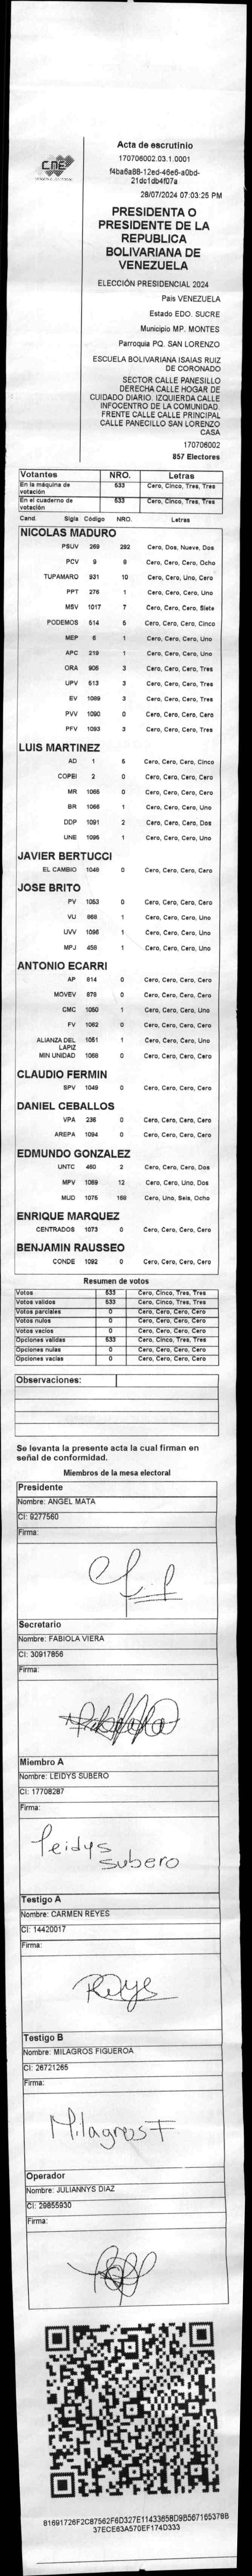 CNE
Acta de escrutinio
170706002.03.1.0001
f4ba6a88-12ed-46e6-a0bd-
21dc1db4f07a
28/07/2024 07:03:25 PM
PRESIDENTA O
PRESIDENTE DE LA
REPUBLICA
BOLIVARIANA DE
VENEZUELA
ELECCIÓN PRESIDENCIAL 2024
País VENEZUELA
Estado EDO. SUCRE
Municipio MP. MONTES
Parroquia PQ. SAN LORENZO
ESCUELA BOLIVARIANA ISAIAS RUIZ
DE CORONADO
SECTOR CALLE PANESILLO
DERECHA CALLE HOGAR DE
CUIDADO DIARIO. IZQUIERDA CALLE
INFOCENTRO DE LA COMUNIDAD.
FRENTE CALLE CALLE PRINCIPAL
CALLE PANECILLO SAN LORENZO
CASA
170706002
857 Electores
Votantes NRO. Letras
En la máquina de votación 533 Cero, Cinco, Tres, Tres
En el cuaderno de votación 533 Cero, Cinco, Tres, Tres
Cand. Sigla Código NRO. Letras
NICOLAS MADURO
PSUV 269 292 Cero, Dos, Nueve, Dos
PCV 9 8 Cero, Cero, Cero, Ocho
TUPAMARO 931 10 Cero, Cero, Uno, Cero
PPT 276 1 Cero, Cero, Cero, Uno
MSV 1017 7 Cero, Cero, Cero, Siete
PODEMOS 514 5 Cero, Cero, Cero, Cinco
MEP 6 1 Cero, Cero, Cero, Uno
APC 219 1 Cero, Cero, Cero, Uno
ORA 906 3 Cero, Cero, Cero, Tres
UPV 513 3 Cero, Cero, Cero, Tres
EV 1089 3 Cero, Cero, Cero, Tres
PVV 1090 0 Cero, Cero, Cero, Cero
PFV 1093 3 Cero, Cero, Cero, Tres
LUIS MARTINEZ
AD 1 5 Cero, Cero, Cero, Cinco
COPEI 2 0 Cero, Cero, Cero, Cero
MR 1065 0 Cero, Cero, Cero, Cero
BR 1066 1 Cero, Cero, Cero, Uno
DDP 1091 2 Cero, Cero, Cero, Dos
UNE 1095 1 Cero, Cero, Cero, Uno
JAVIER BERTUCCI
EL CAMBIO 1048 0 Cero, Cero, Cero, Cero
JOSE BRITO
PV 1053 0 Cero, Cero, Cero, Cero
VU 868 1 Cero, Cero, Cero, Uno
UVV 1096 1 Cero, Cero, Cero, Uno
MPJ 458 1 Cero, Cero, Cero, Uno
ANTONIO ECARRI
AP 814 0 Cero, Cero, Cero, Cero
MOVEV 878 0 Cero, Cero, Cero, Cero
CMC 1050 1 Cero, Cero, Cero, Uno
FV 1062 0 Cero, Cero, Cero, Cero
ALIANZA DEL LAPIZ 1051 1 Cero, Cero, Cero, Uno
MIN UNIDAD 1068 0 Cero, Cero, Cero, Cero
CLAUDIO FERMIN
SPV 1049 0 Cero, Cero, Cero, Cero
DANIEL CEBALLOS
VPA 236 0 Cero, Cero, Cero, Cero
AREPA 1094 0 Cero, Cero, Cero, Cero
EDMUNDO GONZALEZ
UNTC 460 2 Cero, Cero, Cero, Dos
MPV 1069 12 Cero, Cero, Uno, Dos
MUD 1075 168 Cero, Uno, Seis, Ocho
ENRIQUE MARQUEZ
CENTRADOS 1073 0 Cero, Cero, Cero, Cero
BENJAMIN RAUSSEO
CONDE 1092 0 Cero, Cero, Cero, Cero
Resumen de votos
Votos 533 Cero, Cinco, Tres, Tres
Votos validos 533 Cero, Cinco, Tres, Tres
Votos parciales 0 Cero, Cero, Cero, Cero
Votos nulos 0 Cero, Cero, Cero, Cero
Votos vacios 0 Cero, Cero, Cero, Cero
Opciones validas 533 Cero, Cinco, Tres, Tres
Opciones nulas 0 Cero, Cero, Cero, Cero
Opciones vacias 0 Cero, Cero, Cero, Cero
Observaciones:
Se levanta la presente acta la cual firman en
señal de conformidad.
Miembros de la mesa electoral
Presidente
Nombre: ANGEL MATA
CI: 9277560
Firma:
Secretario
Nombre: FABIOLA VIERA
CI: 30917856
Firma:
Miembro A
Nombre: LEIDYS SUBERO
CI: 17708287
Firma:
Leidys
Subero
Testigo A
Nombre: CARMEN REYES
CI: 14420017
Firma:
Reyes
Testigo B
Nombre: MILAGROS FIGUEROA
CI: 26721265
Firma:
Milagros F
Operador
Nombre: JULIANNYS DIAZ
CI: 29855930
Firma:
81691726F2C87562F6D327E11433658D9B567165376B
37ECE63A570EF174D333